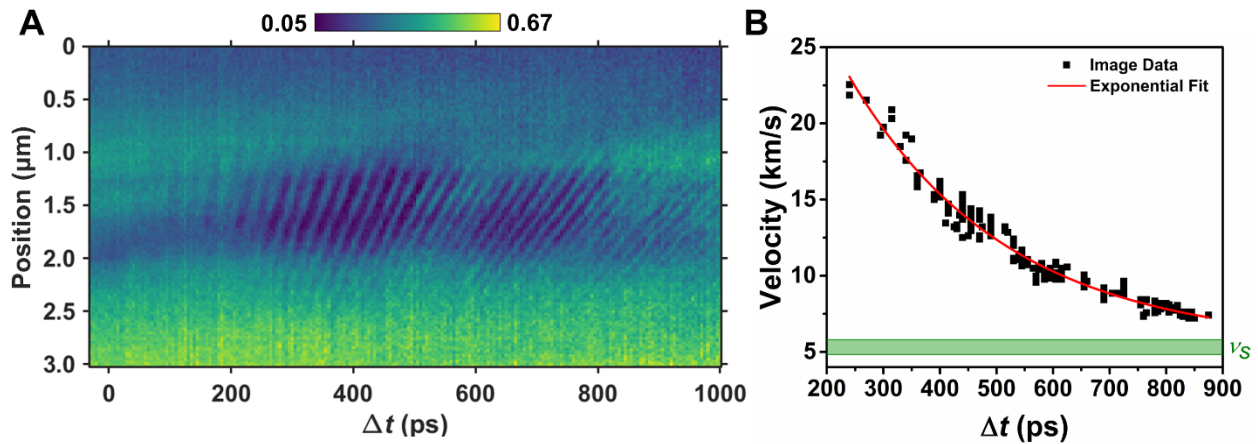 A
0.05 0.67
0
0.5
1.0
1.5
2.0
2.5
3.0
Position (µm)
0 200 400 600 800 1000
Δt (ps)
B
25
20
15
10
5
Velocity (km/s)
Image Data
Exponential Fit
νS
200 300 400 500 600 700 800 900
Δt (ps)